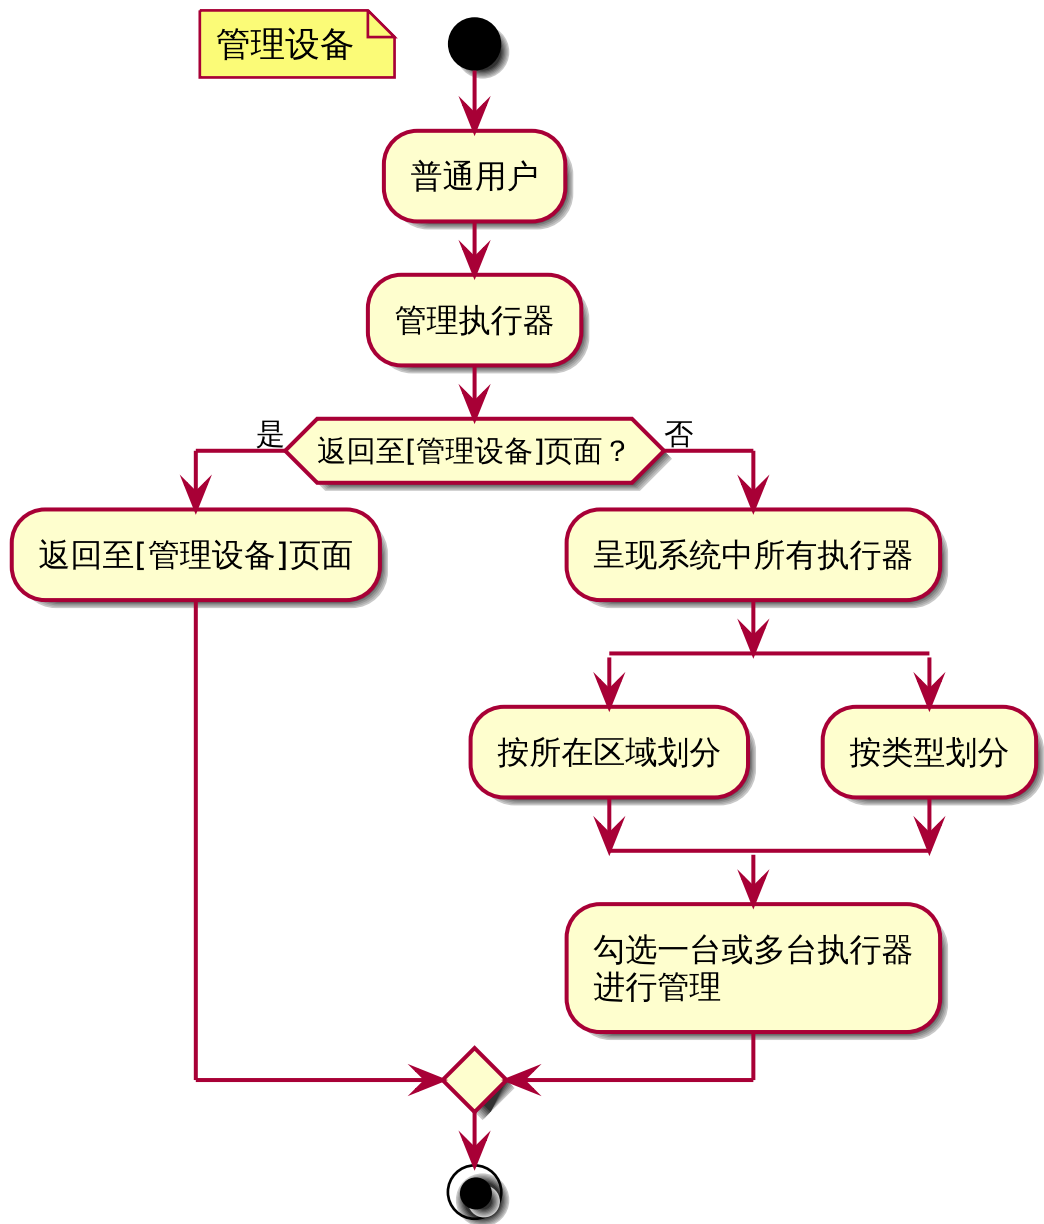 管理设备
普通用户
管理执行器
返回至[管理设备]页面？
是
否
返回至[管理设备]页面
呈现系统中所有执行器
按所在区域划分
按类型划分
勾选一台或多台执行器
进行管理